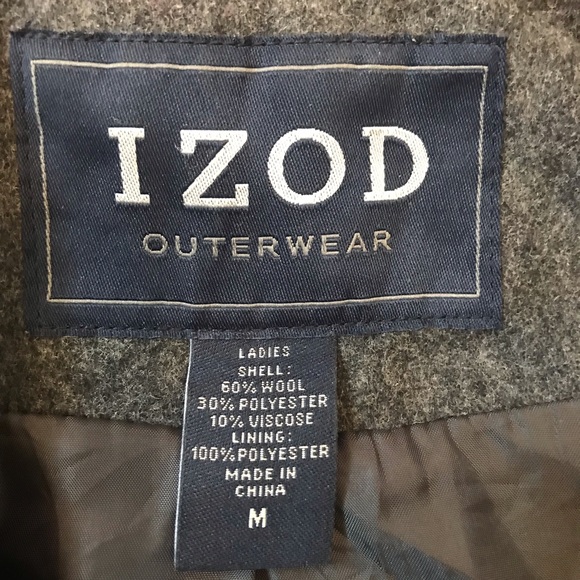 IZOD
OUTERWEAR
LADIES
SHELL:
60% WOOL
30% POLYESTER
10% VISCOSE
LINING:
100% POLYESTER
MADE IN
CHINA
M